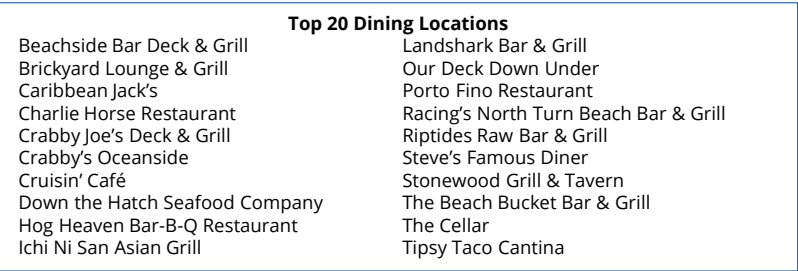 Top 20 Dining Locations
Beachside Bar Deck & Grill
Brickyard Lounge & Grill
Caribbean Jack’s
Charlie Horse Restaurant
Crabby Joe’s Deck & Grill
Crabby’s Oceanside
Cruisin’ Café
Down the Hatch Seafood Company
Hog Heaven Bar-B-Q Restaurant
Ichi Ni San Asian Grill
Landshark Bar & Grill
Our Deck Down Under
Porto Fino Restaurant
Racing’s North Turn Beach Bar & Grill
Riptides Raw Bar & Grill
Steve’s Famous Diner
Stonewood Grill & Tavern
The Beach Bucket Bar & Grill
The Cellar
Tipsy Taco Cantina